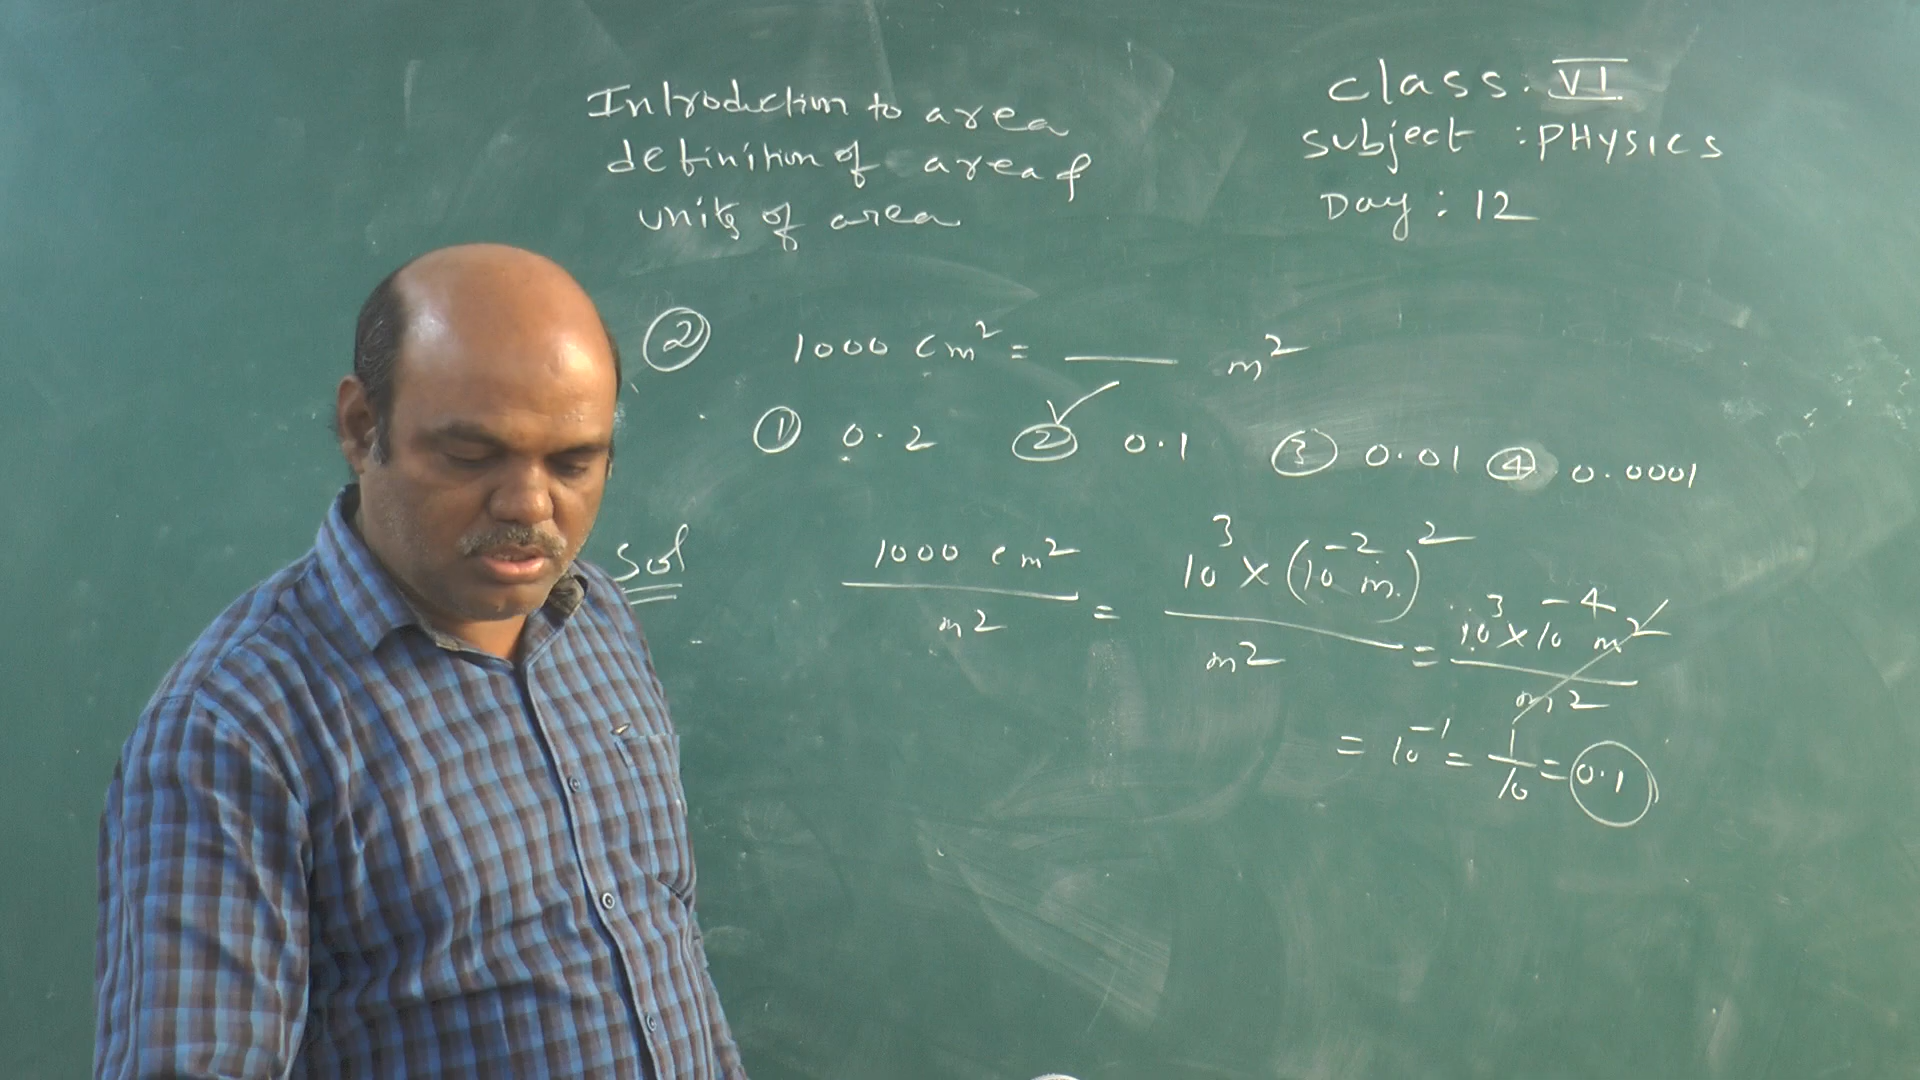 Introduction to area
definition of area &
units of area
class: VI
subject : PHYSICS
Day : 12
② 1000 cm² = ____ m²
① 0.2 ② 0.1 ③ 0.01 ④ 0.0001
Sol 1000 cm² / m² = 10³ × (10⁻² m)² / m² = 10³ × 10⁻⁴ m² / m²
= 10⁻¹ = 1/10 = 0.1